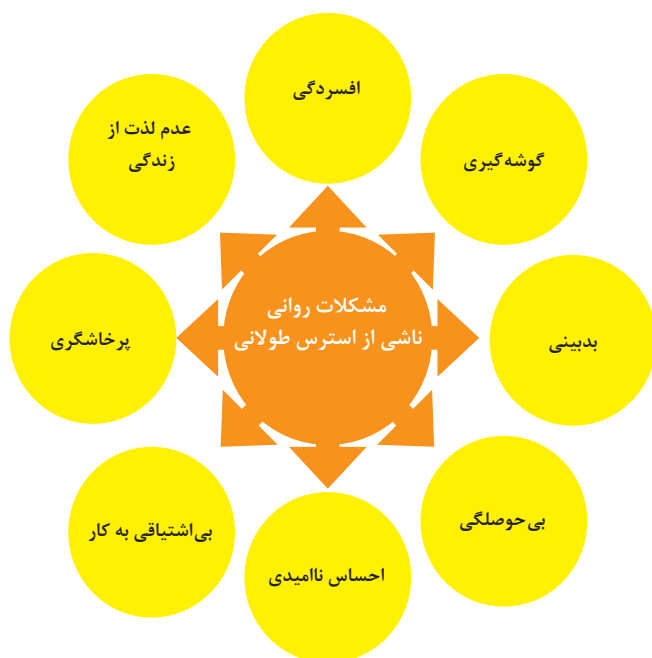 افسردگی
گوشه‌گیری
عدم لذت از
زندگی
مشکلات روانی
ناشی از استرس طولانی
بدبینی
پرخاشگری
بی‌حوصلگی
بی‌اشتیاقی به کار
احساس ناامیدی